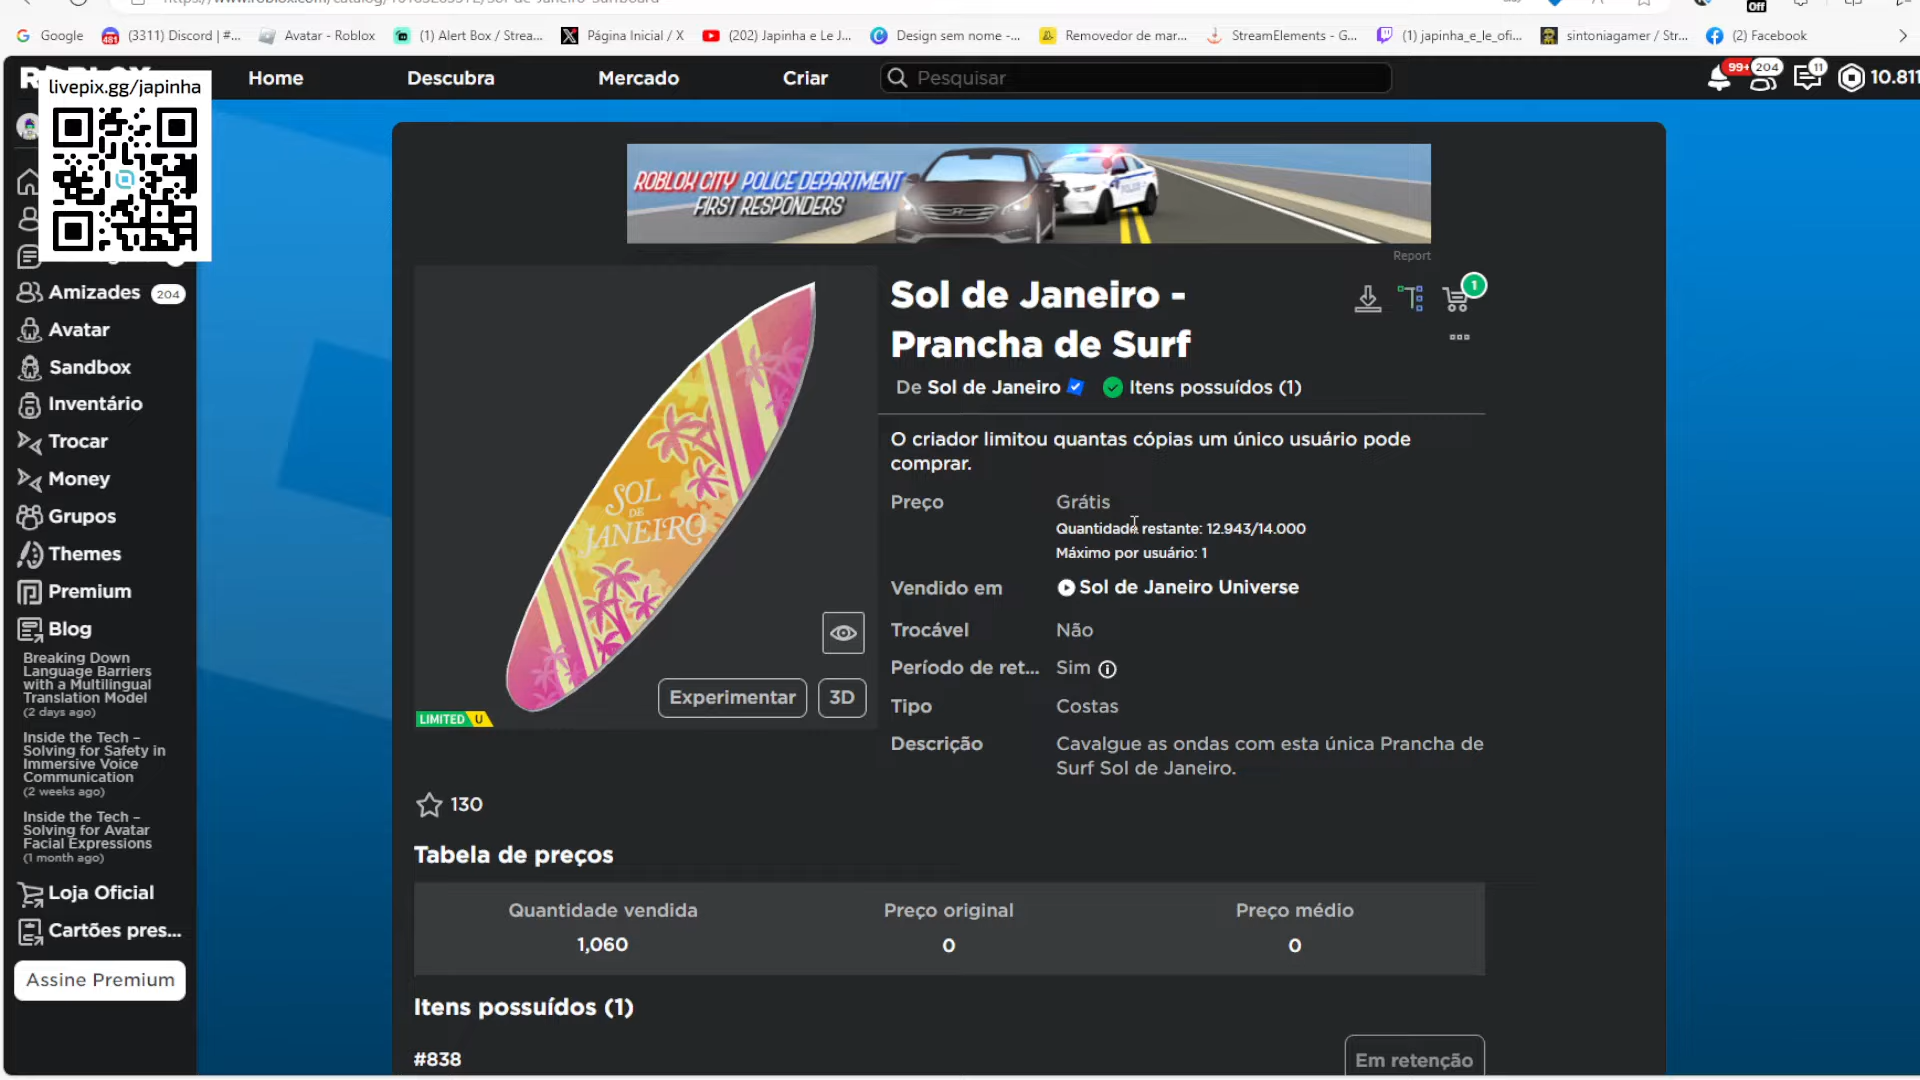 Google
(3311) Discord | #...
Avatar - Roblox
(1) Alert Box / Strea...
Página Inicial / X
(202) Japinha e Le J...
Design sem nome -...
Removedor de mar...
StreamElements - G...
(1) japinha_e_le_ofi...
sintoniagamer / Str...
(2) Facebook
Off
livepix.gg/japinha
Home
Descubra
Mercado
Criar
Pesquisar
99+
204
11
10.811
Amizades 204
Avatar
Sandbox
Inventário
Trocar
Money
Grupos
Themes
Premium
Blog
Breaking Down
Language Barriers
with a Multilingual
Translation Model
(2 days ago)
Inside the Tech –
Solving for Safety in
Immersive Voice
Communication
(2 weeks ago)
Inside the Tech –
Solving for Avatar
Facial Expressions
(1 month ago)
Loja Oficial
Cartões pres...
Assine Premium
ROBLOX CITY POLICE DEPARTMENT
FIRST RESPONDERS
Report
SOL
DE
JANEIRO
Experimentar
3D
LIMITED U
Sol de Janeiro -
Prancha de Surf
1
De Sol de Janeiro
Itens possuídos (1)
O criador limitou quantas cópias um único usuário pode
comprar.
Preço
Grátis
Quantidade restante: 12.943/14.000
Máximo por usuário: 1
Vendido em
Sol de Janeiro Universe
Trocável
Não
Período de ret...
Sim
Tipo
Costas
Descrição
Cavalgue as ondas com esta única Prancha de
Surf Sol de Janeiro.
130
Tabela de preços
Quantidade vendida
1,060
Preço original
0
Preço médio
0
Itens possuídos (1)
#838
Em retenção